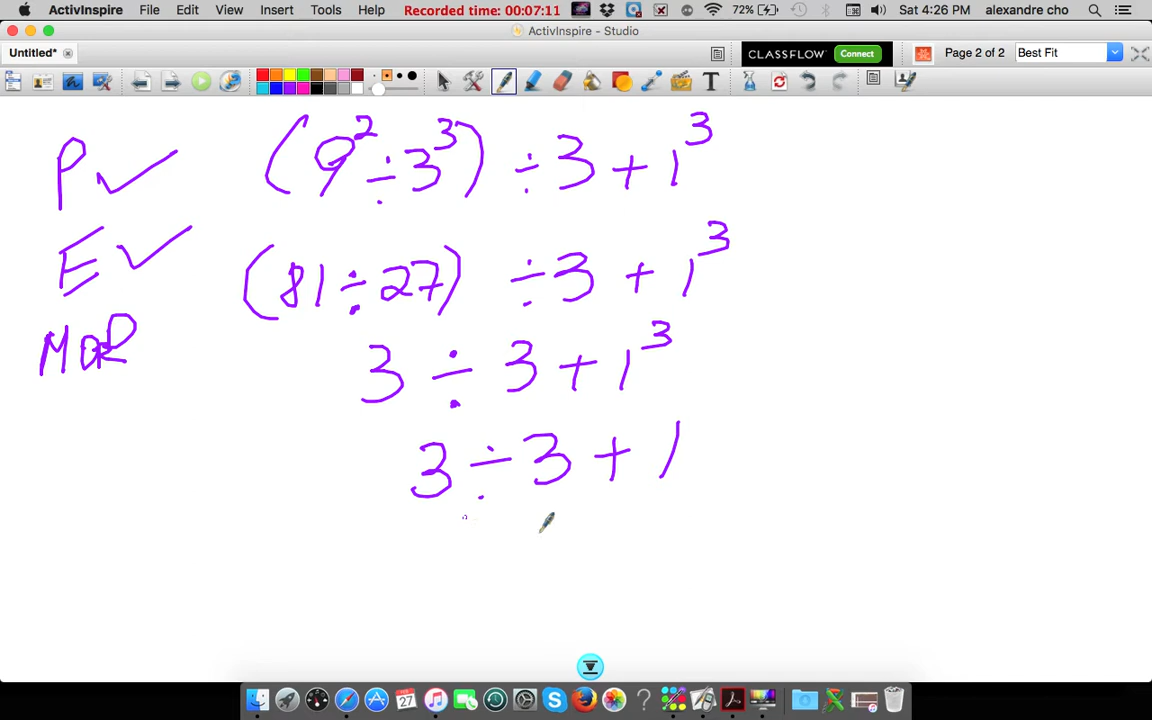 ActivInspire File Edit View Insert Tools Recorded time: 00:07:11 72% Sat 4:26 PM alexandre cho
ActivInspire - Studio
Untitled* CLASSFLOW Connect Page 2 of 2 Best Fit
T
P ✓ (9² ÷ 3³) ÷ 3 + 1³
E ✓ (81 ÷ 27) ÷ 3 + 1³
M OR D 3 ÷ 3 + 1³
3 ÷ 3 + 1
27